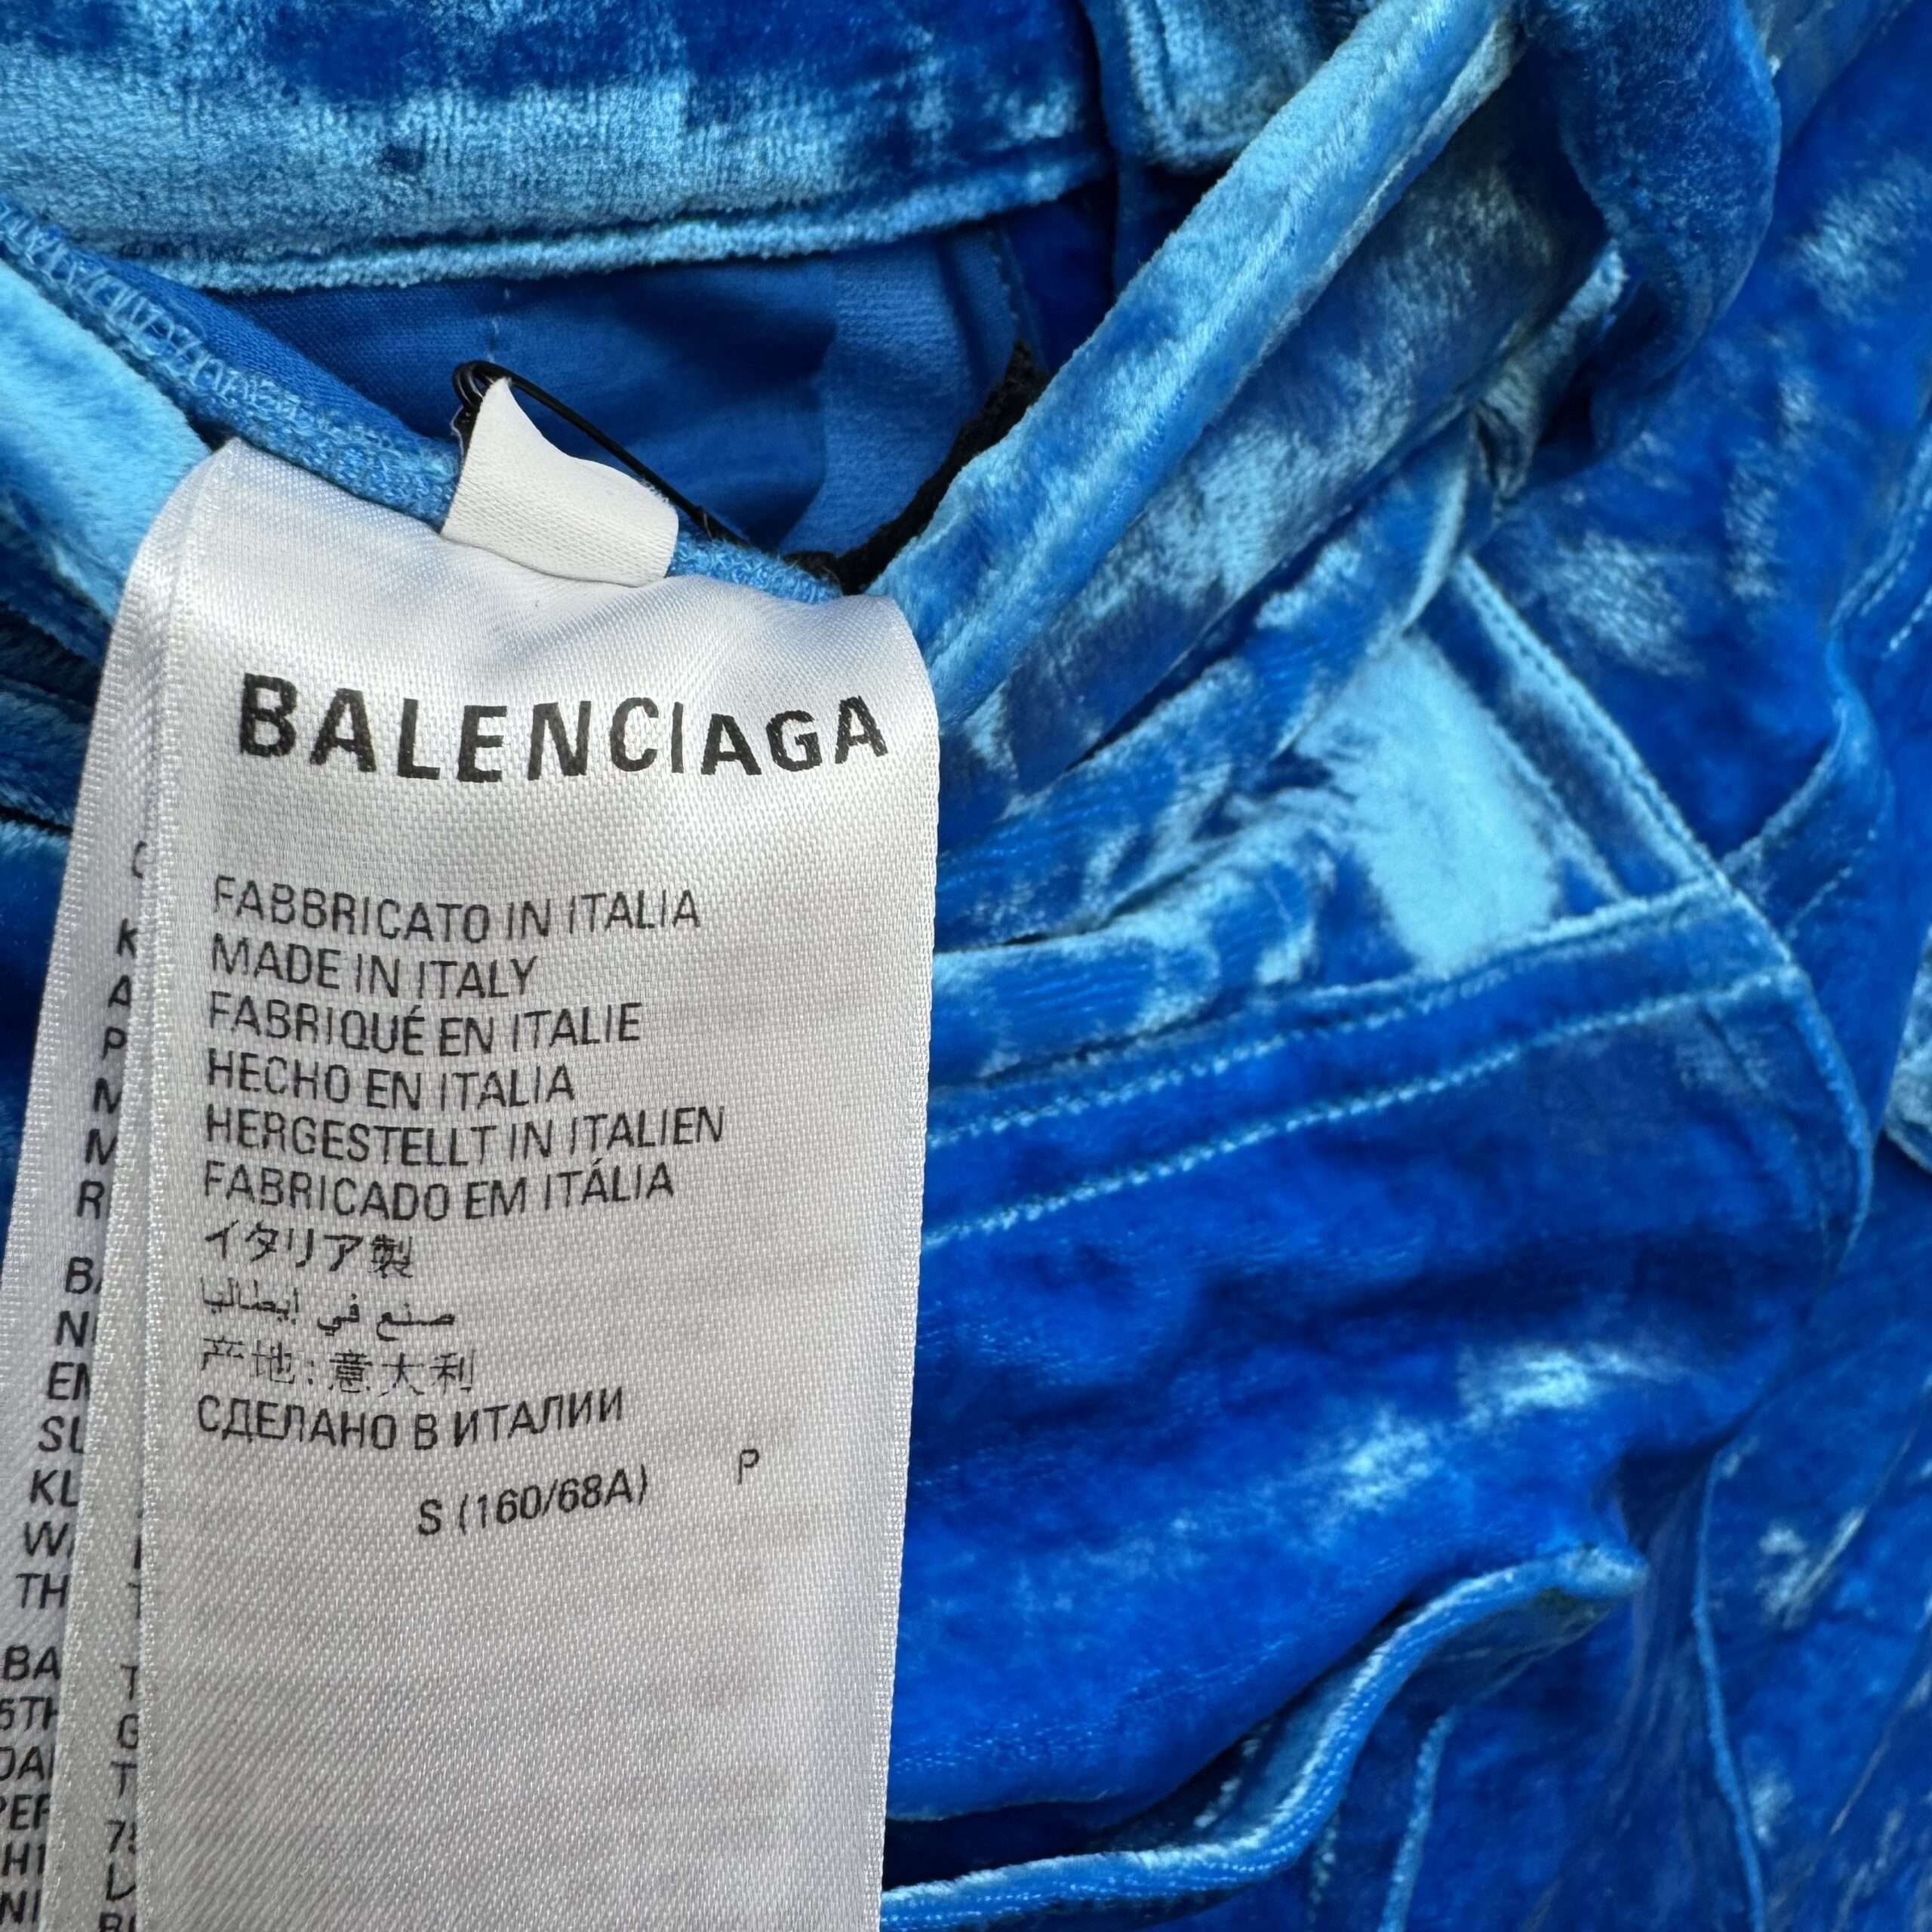 BALENCIAGA
FABBRICATO IN ITALIA
MADE IN ITALY
FABRIQUÉ EN ITALIE
HECHO EN ITALIA
HERGESTELLT IN ITALIEN
FABRICADO EM ITÁLIA
イタリア製
صنع في إيطاليا
产地:意大利
СДЕЛАНО В ИТАЛИИ
S (160/68A)
P